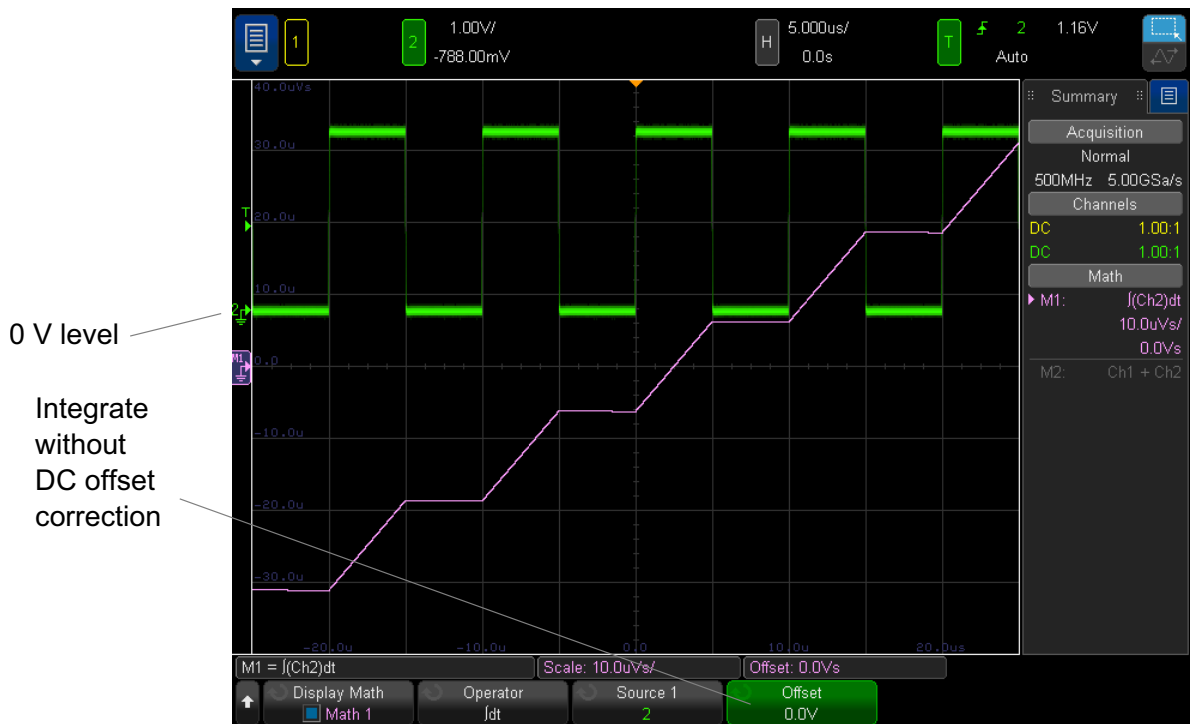 1
2
1.00V/
-788.00mV
H
5.000us/
0.0s
T
2
1.16V
Auto
Summary
Acquisition
Normal
500MHz 5.00GSa/s
Channels
DC 1.00:1
DC 1.00:1
Math
M1: ∫(Ch2)dt
10.0uVs/
0.0Vs
M2: Ch1 + Ch2
40.0uVs
30.0u
T
20.0u
10.0u
2
0 V level
M1
0.0
Integrate
without
DC offset
correction
-10.0u
-20.0u
-30.0u
-20.0u -10.0u 0.0 10.0u 20.0us
M1 = ∫(Ch2)dt
Scale: 10.0uVs/
Offset: 0.0Vs
Display Math
Math 1
Operator
∫dt
Source 1
2
Offset
0.0V